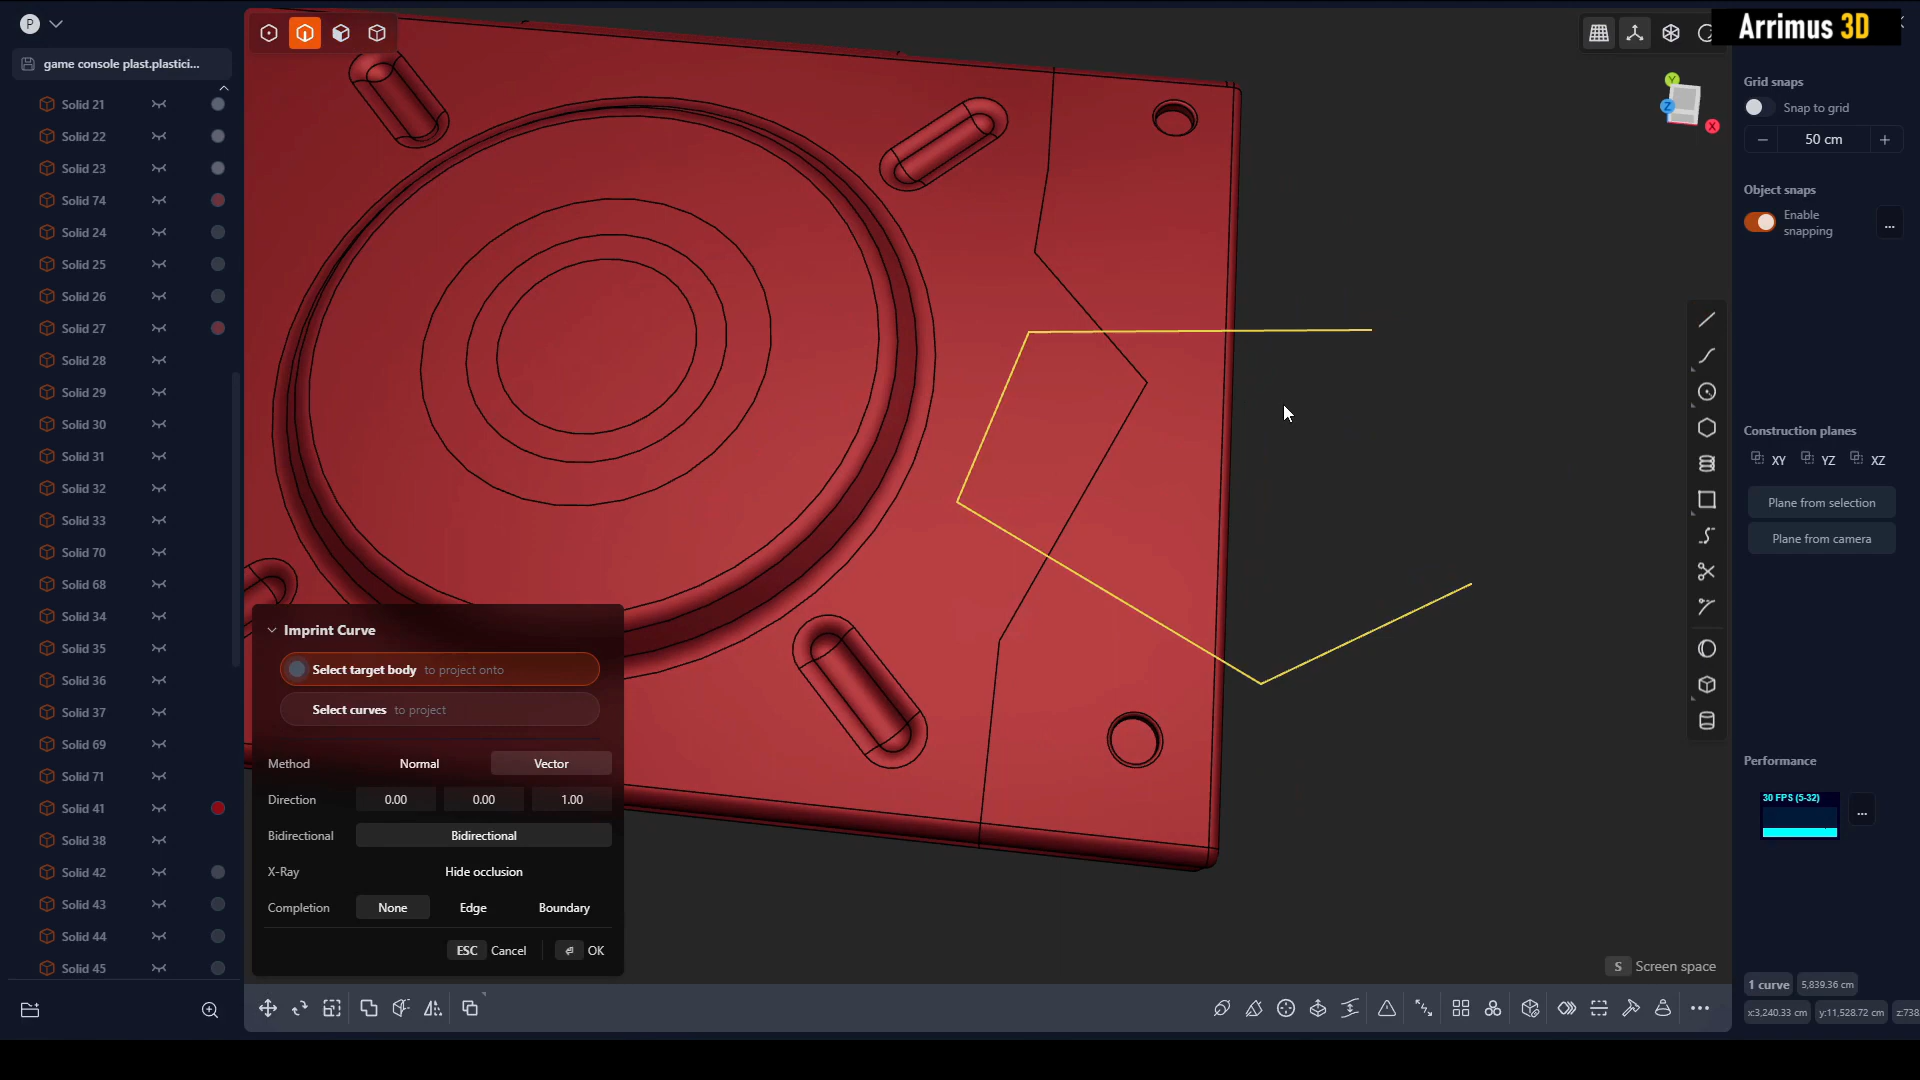 P
game console plast.plastici...
Solid 21
Solid 22
Solid 23
Solid 74
Solid 24
Solid 25
Solid 26
Solid 27
Solid 28
Solid 29
Solid 30
Solid 31
Solid 32
Solid 33
Solid 70
Solid 68
Solid 34
Solid 35
Solid 36
Solid 37
Solid 69
Solid 71
Solid 41
Solid 38
Solid 42
Solid 43
Solid 44
Solid 45
Imprint Curve
Select target body to project onto
Select curves to project
Method Normal Vector
Direction 0.00 0.00 1.00
Bidirectional Bidirectional
X-Ray Hide occlusion
Completion None Edge Boundary
ESC Cancel OK
S Screen space
Arrimus 3D
Y
Z
X
Grid snaps
Snap to grid
50 cm
Object snaps
Enable
snapping
...
Construction planes
XY YZ XZ
Plane from selection
Plane from camera
Performance
30 FPS (5-32)
...
1 curve 5,839.36 cm
x:3,240.33 cm y:11,528.72 cm z:738